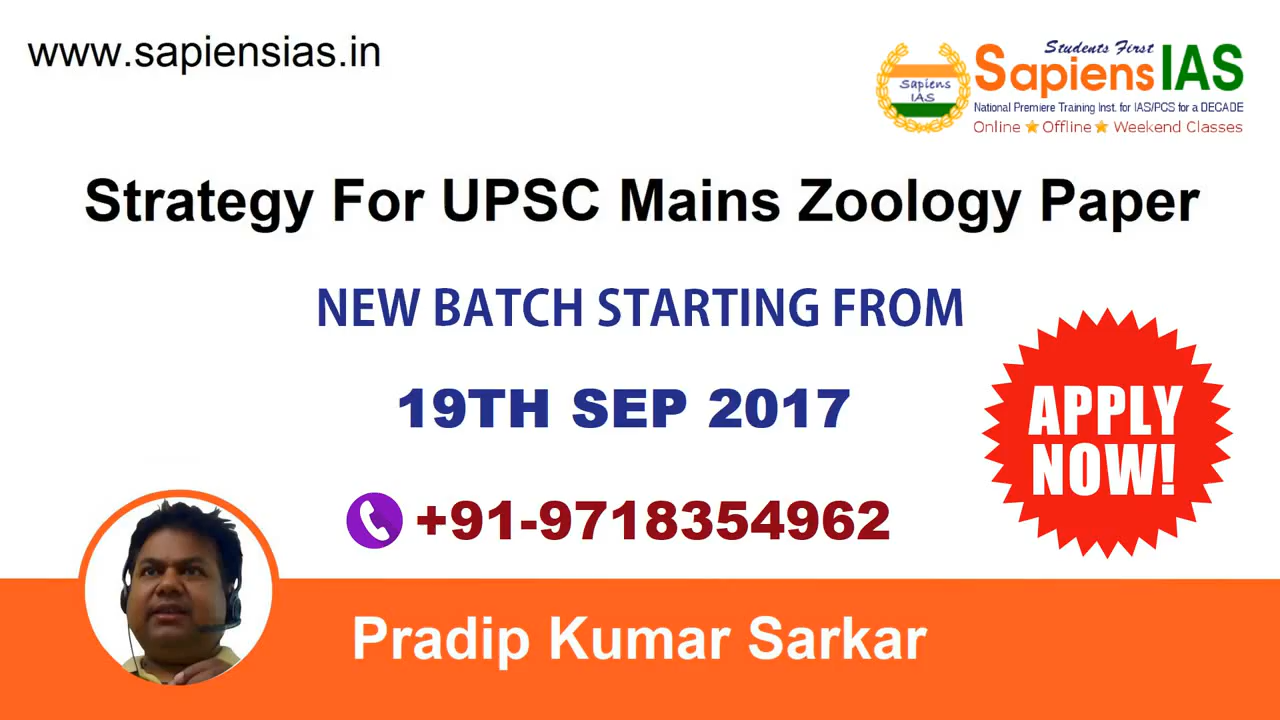 www.sapiensias.in
Students First
Sapiens IAS
Sapiens
IAS
National Premiere Training Inst. for IAS/PCS for a DECADE
Online Offline Weekend Classes
Strategy For UPSC Mains Zoology Paper
NEW BATCH STARTING FROM
19TH SEP 2017
APPLY
NOW!
+91-9718354962
Pradip Kumar Sarkar